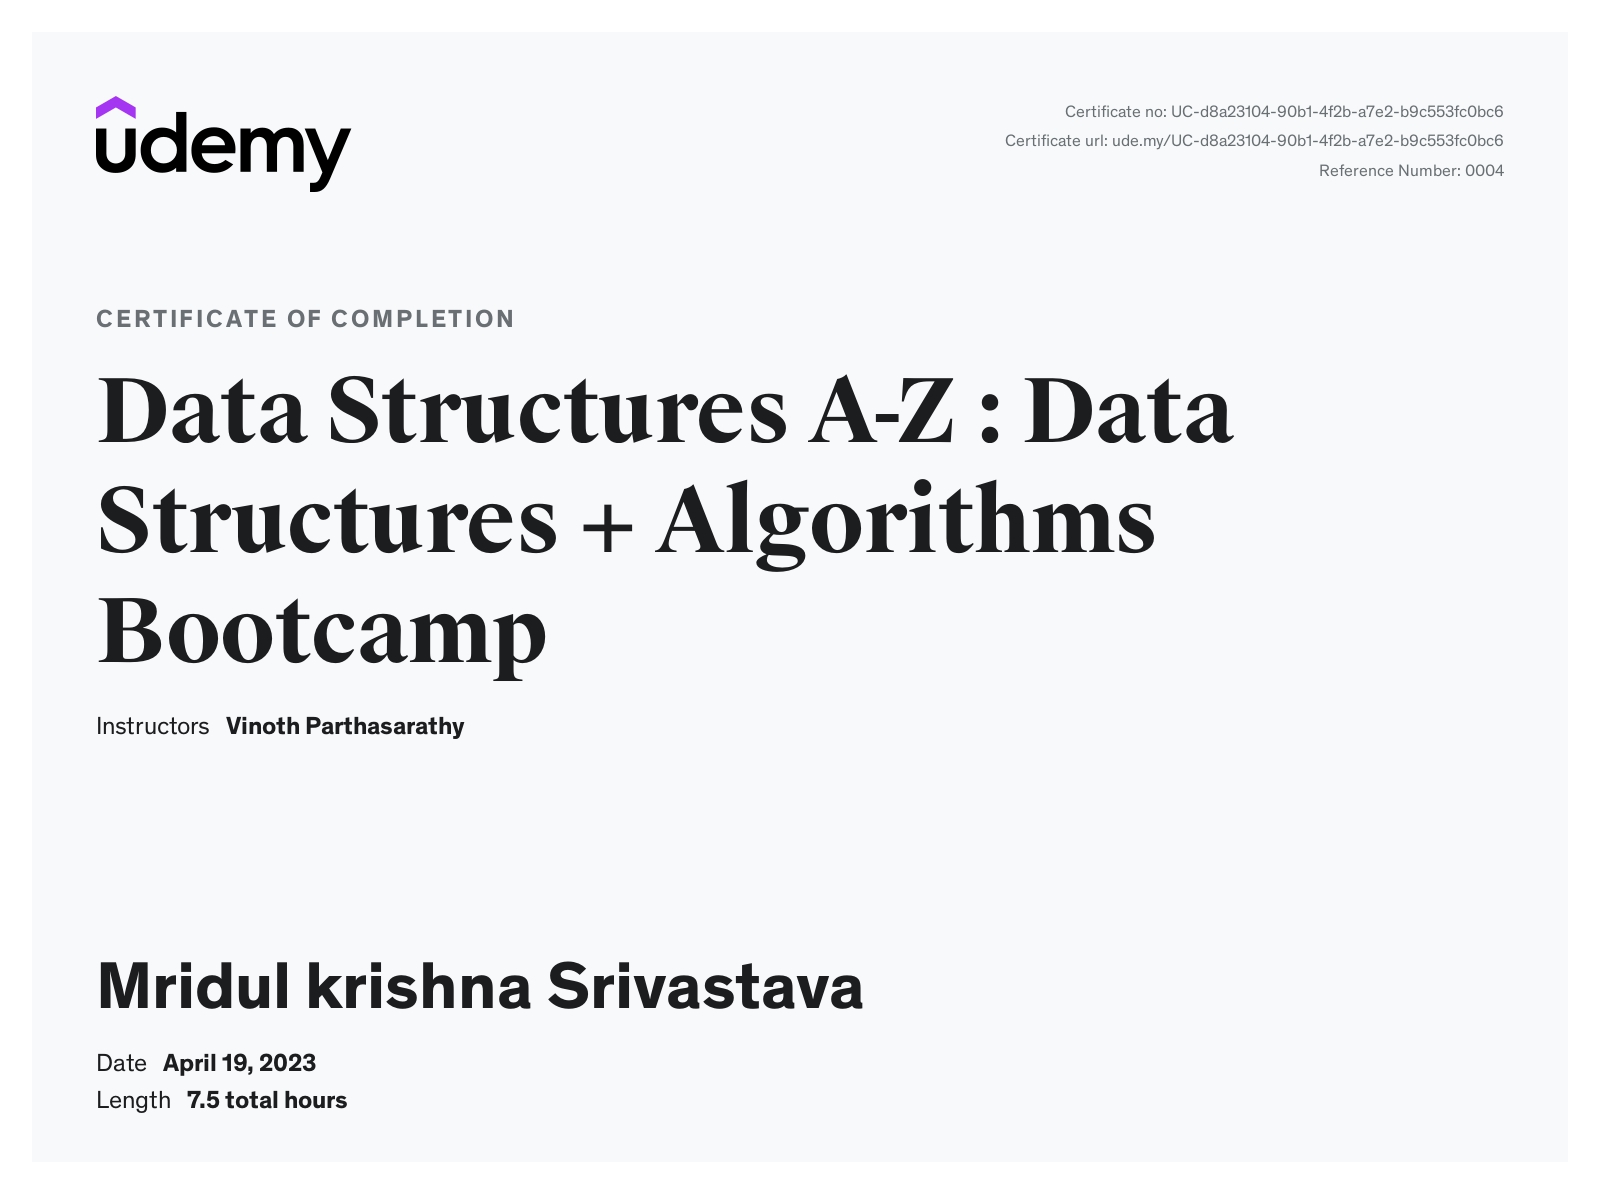 udemy
Certificate no: UC-d8a23104-90b1-4f2b-a7e2-b9c553fc0bc6
Certificate url: ude.my/UC-d8a23104-90b1-4f2b-a7e2-b9c553fc0bc6
Reference Number: 0004
CERTIFICATE OF COMPLETION
Data Structures A-Z : Data
Structures + Algorithms
Bootcamp
Instructors Vinoth Parthasarathy
Mridul krishna Srivastava
Date April 19, 2023
Length 7.5 total hours